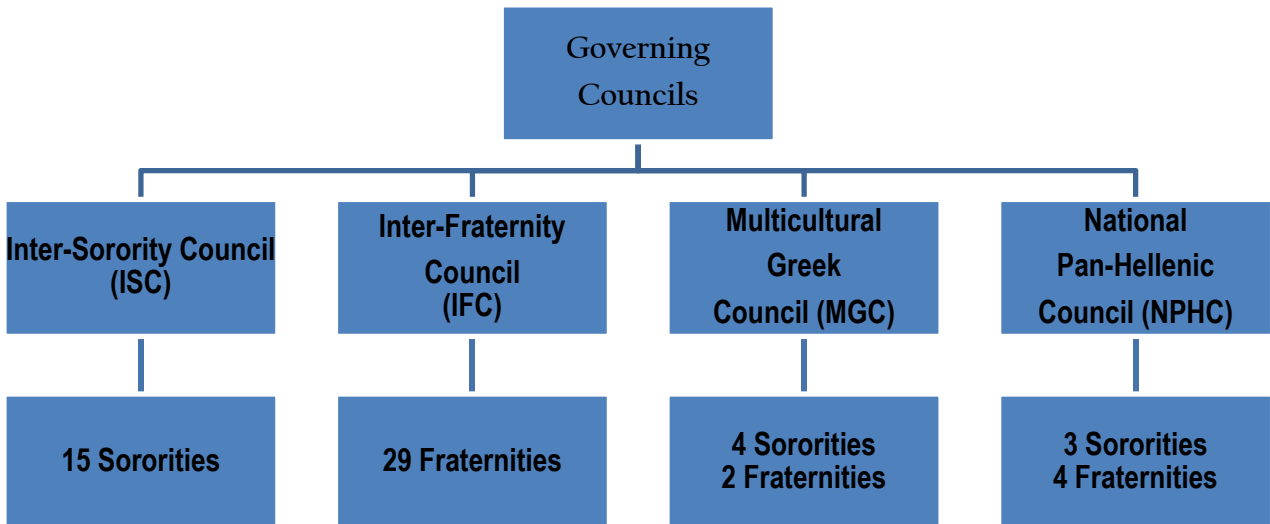 Governing
Councils
Inter-Sorority Council
(ISC)
Inter-Fraternity
Council
(IFC)
Multicultural
Greek
Council (MGC)
National
Pan-Hellenic
Council (NPHC)
15 Sororities
29 Fraternities
4 Sororities
2 Fraternities
3 Sororities
4 Fraternities